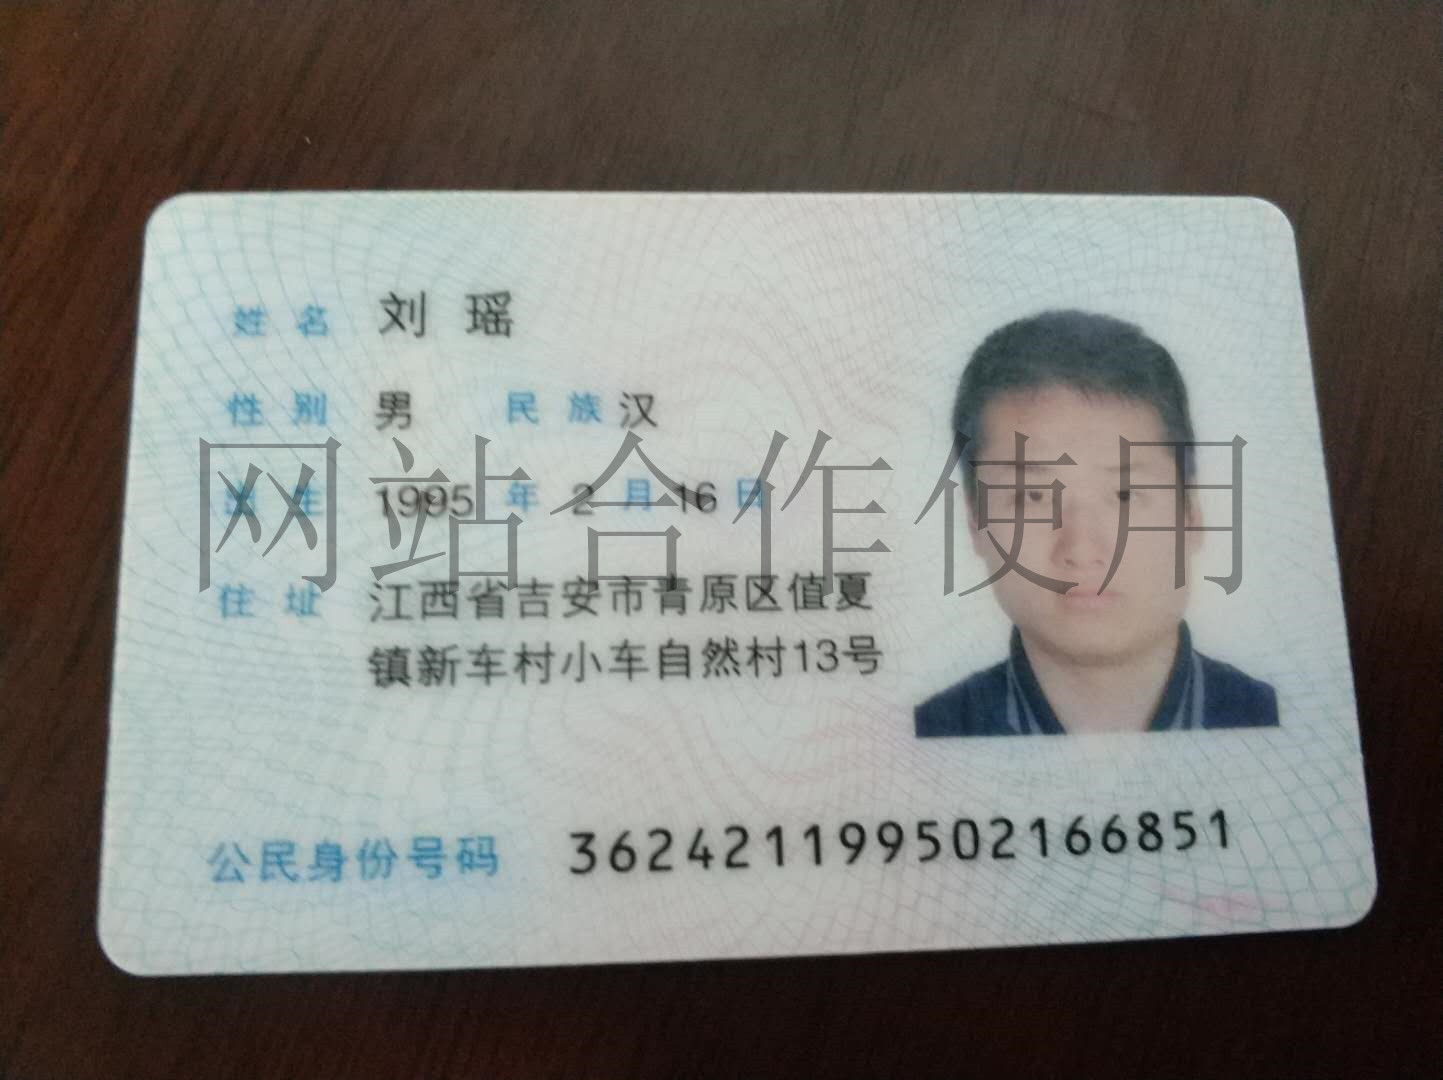 姓名 刘瑶
性别 男 民族 汉
出生 1995 年 2 月 16 日
住址 江西省吉安市青原区值夏
镇新车村小车自然村13号
公民身份号码 362421199502166851
网站合作使用